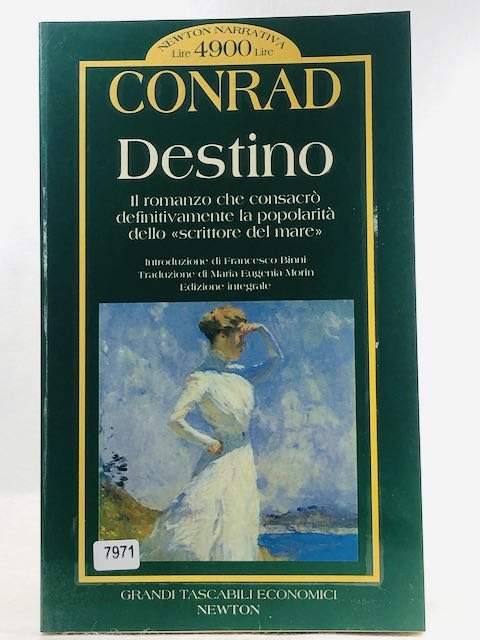 NEWTON NARRATIVA
Lire 4900 Lire
CONRAD
Destino
Il romanzo che consacrò
definitivamente la popolarità
dello «scrittore del mare»
Introduzione di Francesco Binni
Traduzione di Maria Eugenia Morin
Edizione integrale
7971
GRANDI TASCABILI ECONOMICI
NEWTON